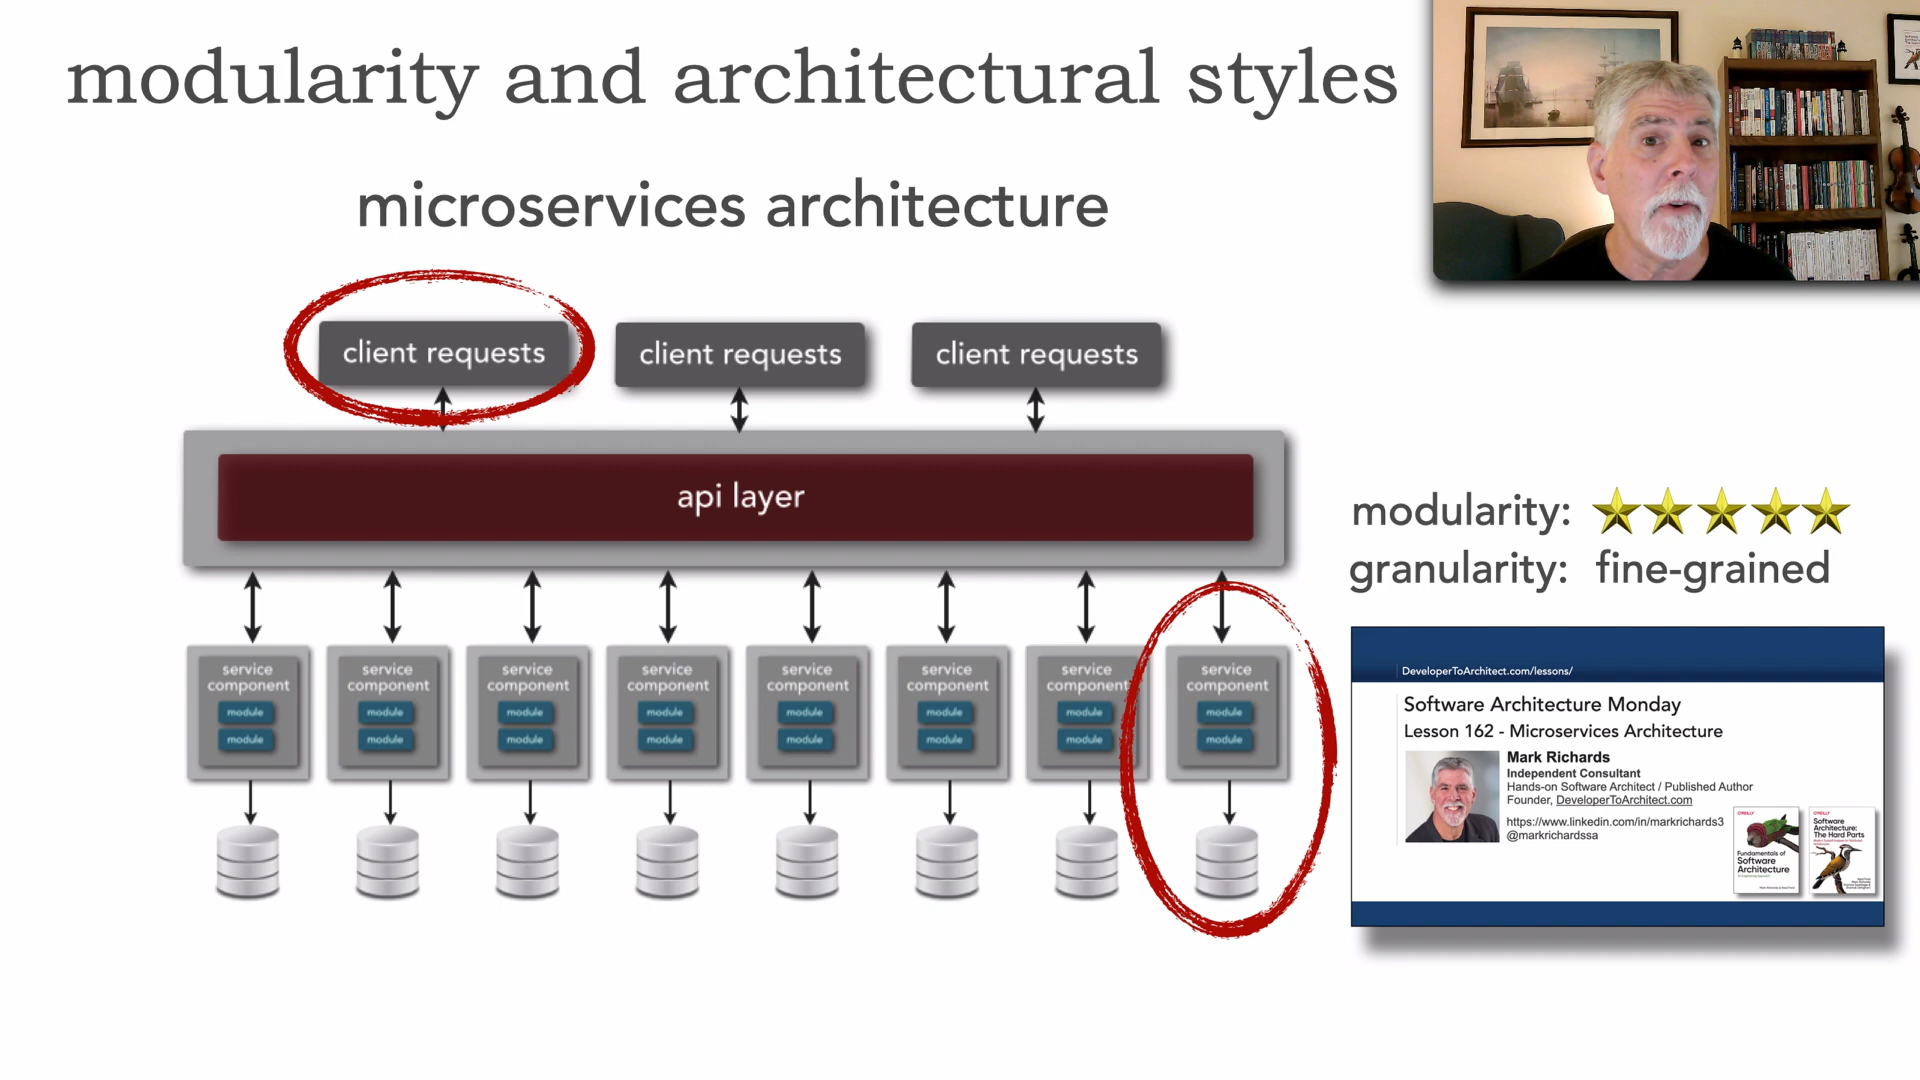 modularity and architectural styles
microservices architecture
client requests
client requests
client requests
api layer
modularity:
granularity: fine-grained
service component
module
module
service component
module
module
service component
module
module
service component
module
module
service component
module
module
service component
module
module
service component
module
module
service component
module
module
DeveloperToArchitect.com/lessons/
Software Architecture Monday
Lesson 162 - Microservices Architecture
Mark Richards
Independent Consultant
Hands-on Software Architect / Published Author
Founder, DeveloperToArchitect.com
https://www.linkedin.com/in/markrichards3
@markrichardssa
O'REILLY
Fundamentals of
Software
Architecture
O'REILLY
Software
Architecture:
The Hard Parts